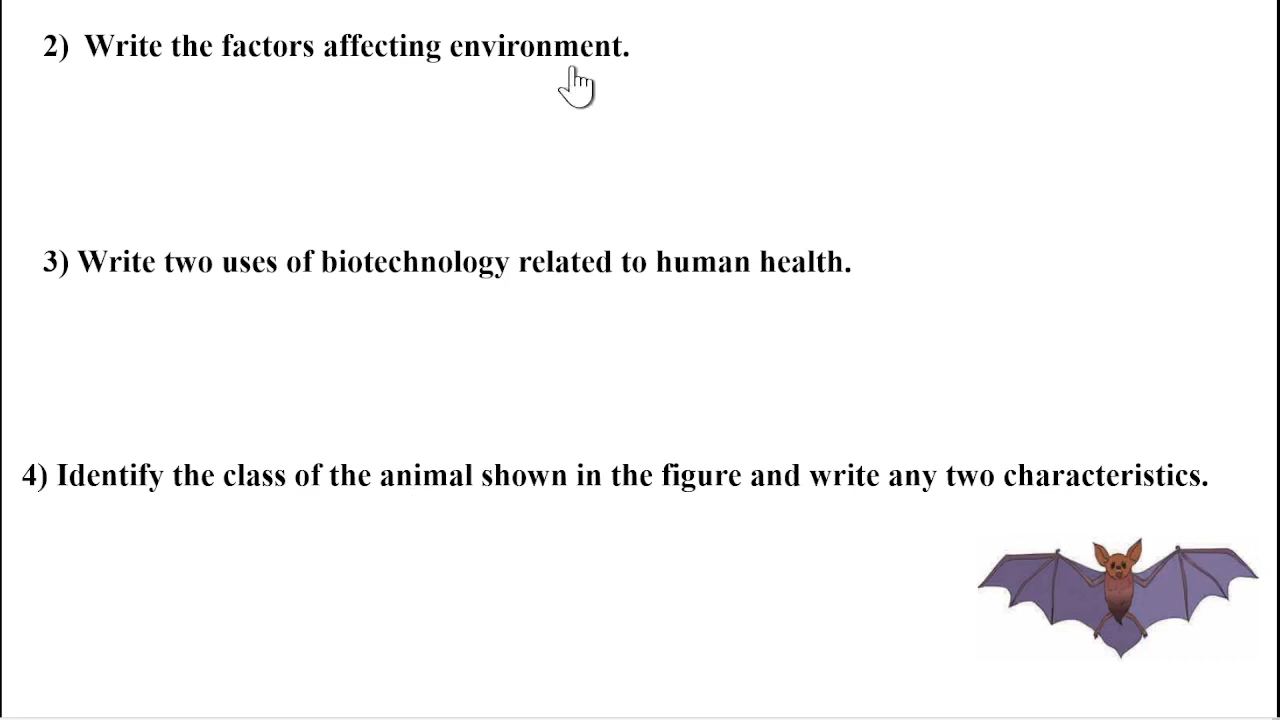 2) Write the factors affecting environment.
3) Write two uses of biotechnology related to human health.
4) Identify the class of the animal shown in the figure and write any two characteristics.